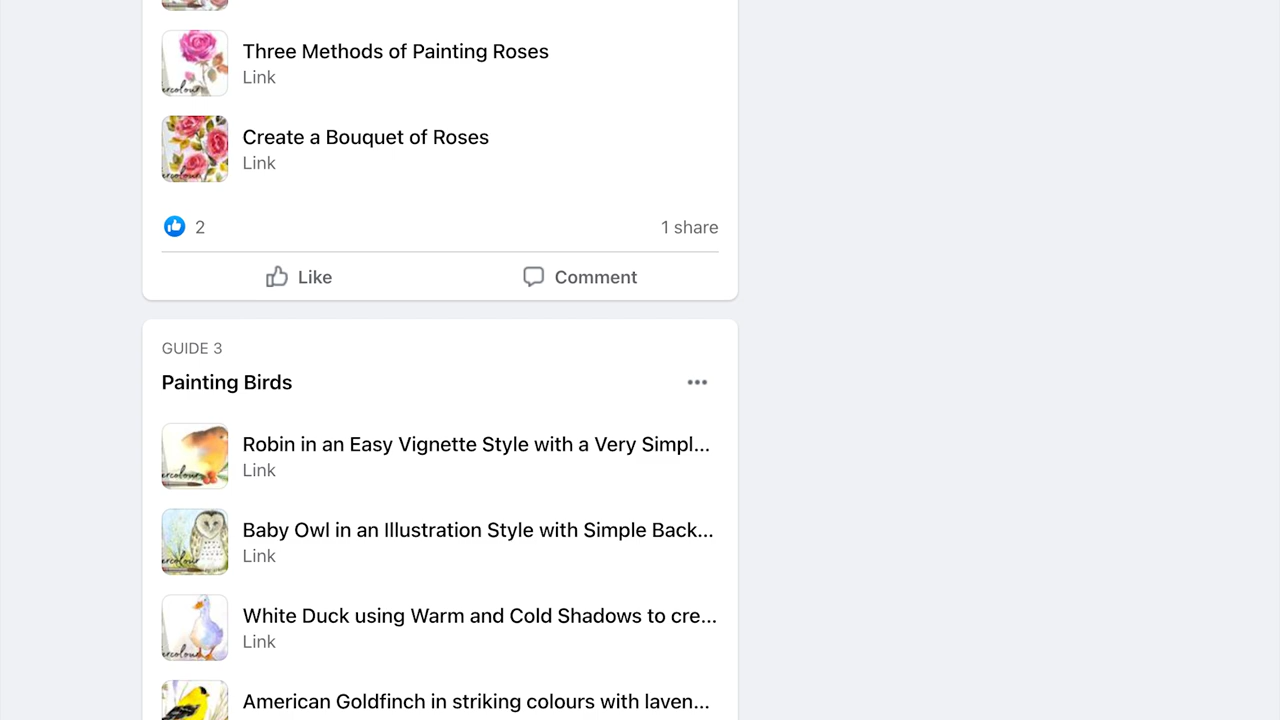 Three Methods of Painting Roses
Link
Create a Bouquet of Roses
Link
2
1 share
Like
Comment
GUIDE 3
Painting Birds
Robin in an Easy Vignette Style with a Very Simpl...
Link
Baby Owl in an Illustration Style with Simple Back...
Link
White Duck using Warm and Cold Shadows to cre...
Link
American Goldfinch in striking colours with laven...